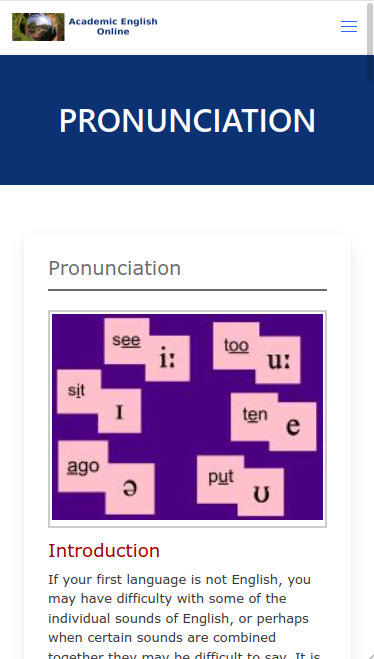 Academic English
Online
PRONUNCIATION
Pronunciation
see
iː
too
uː
sit
ɪ
ten
e
ago
ə
put
ʊ
Introduction
If your first language is not English, you
may have difficulty with some of the
individual sounds of English, or perhaps
when certain sounds are combined
together they may be difficult to say. It is